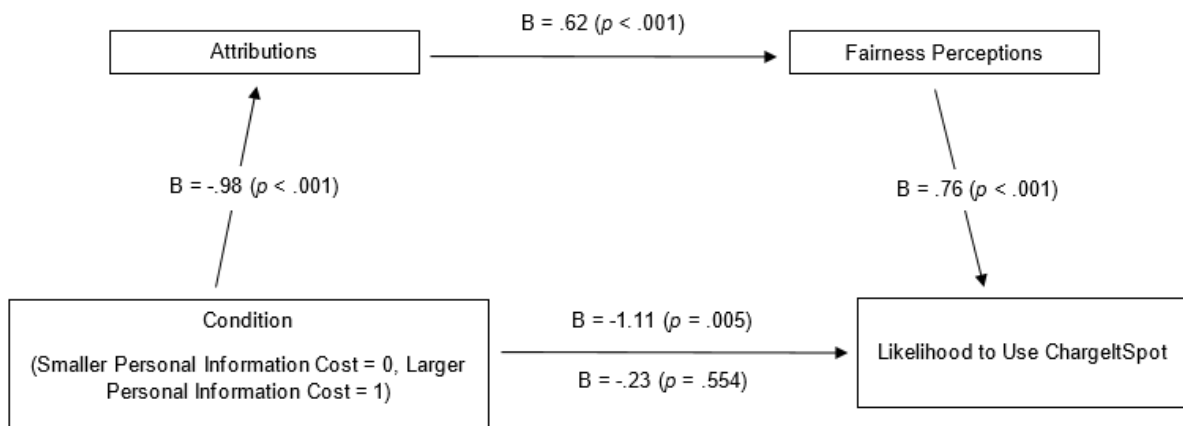 B = .62 (p < .001)
Attributions
Fairness Perceptions
B = -.98 (p < .001)
B = .76 (p < .001)
Condition
(Smaller Personal Information Cost = 0, Larger
Personal Information Cost = 1)
B = -1.11 (p = .005)
B = -.23 (p = .554)
Likelihood to Use ChargeItSpot